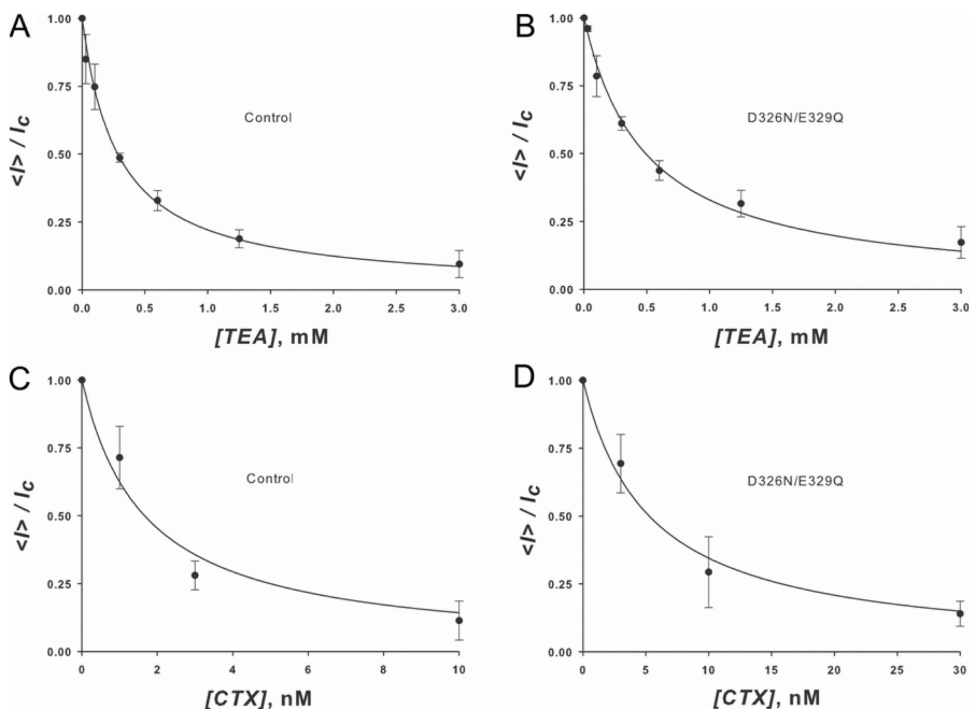 A
1.00
0.75
0.50
0.25
0.00
<I> / Ic
Control
0.0 0.5 1.0 1.5 2.0 2.5 3.0
[TEA], mM
B
1.00
0.75
0.50
0.25
0.00
<I> / Ic
D326N/E329Q
0.0 0.5 1.0 1.5 2.0 2.5 3.0
[TEA], mM
C
1.00
0.75
0.50
0.25
0.00
<I> / Ic
Control
0 2 4 6 8 10
[CTX], nM
D
1.00
0.75
0.50
0.25
0.00
<I> / Ic
D326N/E329Q
0 5 10 15 20 25 30
[CTX], nM